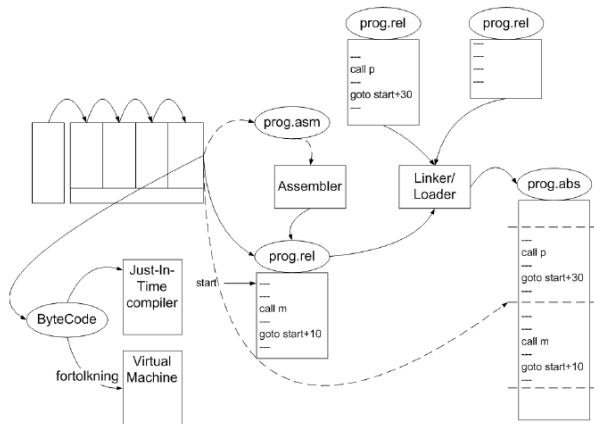 prog.rel
---
call p
---
goto start+30
---
prog.rel
---
---
---
---
prog.asm
Assembler
Linker/
Loader
prog.abs
---
call p
---
goto start+30
---
---
---
call m
---
goto start+10
---
prog.rel
start
---
---
call m
---
goto start+10
---
ByteCode
Just-In-
Time
compiler
fortolkning
Virtual
Machine